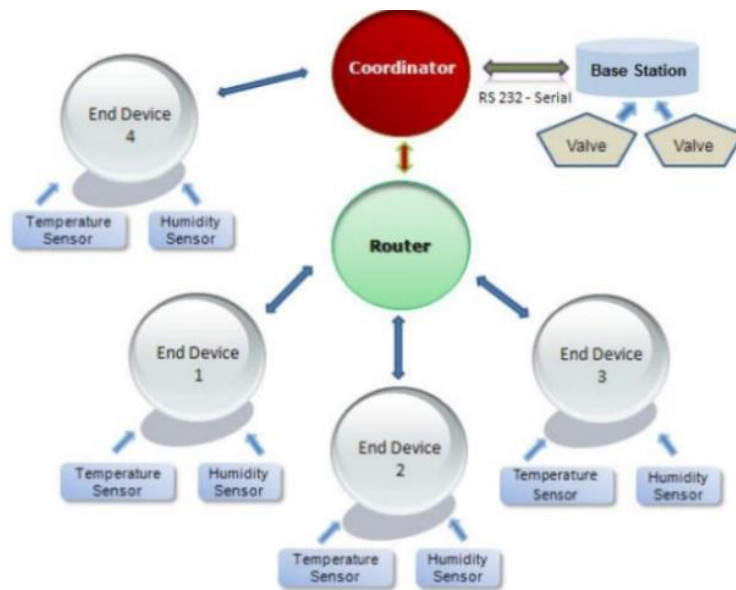 Coordinator
RS 232 - Serial
Base Station
Valve
Valve
End Device
4
Temperature
Sensor
Humidity
Sensor
Router
End Device
1
Temperature
Sensor
Humidity
Sensor
End Device
2
Temperature
Sensor
Humidity
Sensor
End Device
3
Temperature
Sensor
Humidity
Sensor